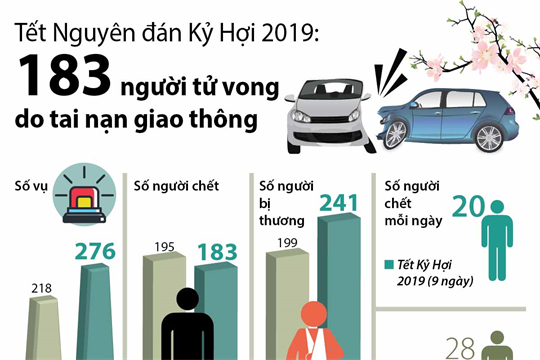 Tết Nguyên đán Kỷ Hợi 2019:
183 người tử vong
do tai nạn giao thông
Số vụ
218
276
Số người chết
195
183
Số người
bị
thương
199
241
Số người
chết
mỗi ngày
20
Tết Kỷ Hợi
2019 (9 ngày)
28